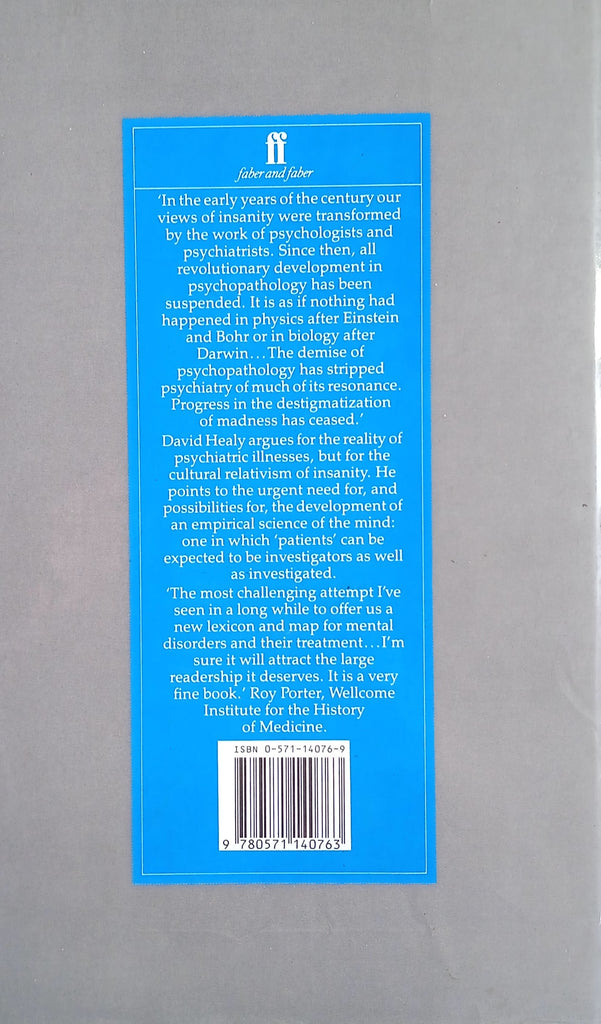 ff
faber and faber
‘In the early years of the century our
views of insanity were transformed
by the work of psychologists and
psychiatrists. Since then, all
revolutionary development in
psychopathology has been
suspended. It is as if nothing had
happened in physics after Einstein
and Bohr or in biology after
Darwin...The demise of
psychopathology has stripped
psychiatry of much of its resonance.
Progress in the destigmatization
of madness has ceased.’
David Healy argues for the reality of
psychiatric illnesses, but for the
cultural relativism of insanity. He
points to the urgent need for, and
possibilities for, the development of
an empirical science of the mind:
one in which ‘patients’ can be
expected to be investigators as well
as investigated.
‘The most challenging attempt I’ve
seen in a long while to offer us a
new lexicon and map for mental
disorders and their treatment...I’m
sure it will attract the large
readership it deserves. It is a very
fine book.’ Roy Porter, Wellcome
Institute for the History
of Medicine.
ISBN 0-571-14076-9
9 780571 140763